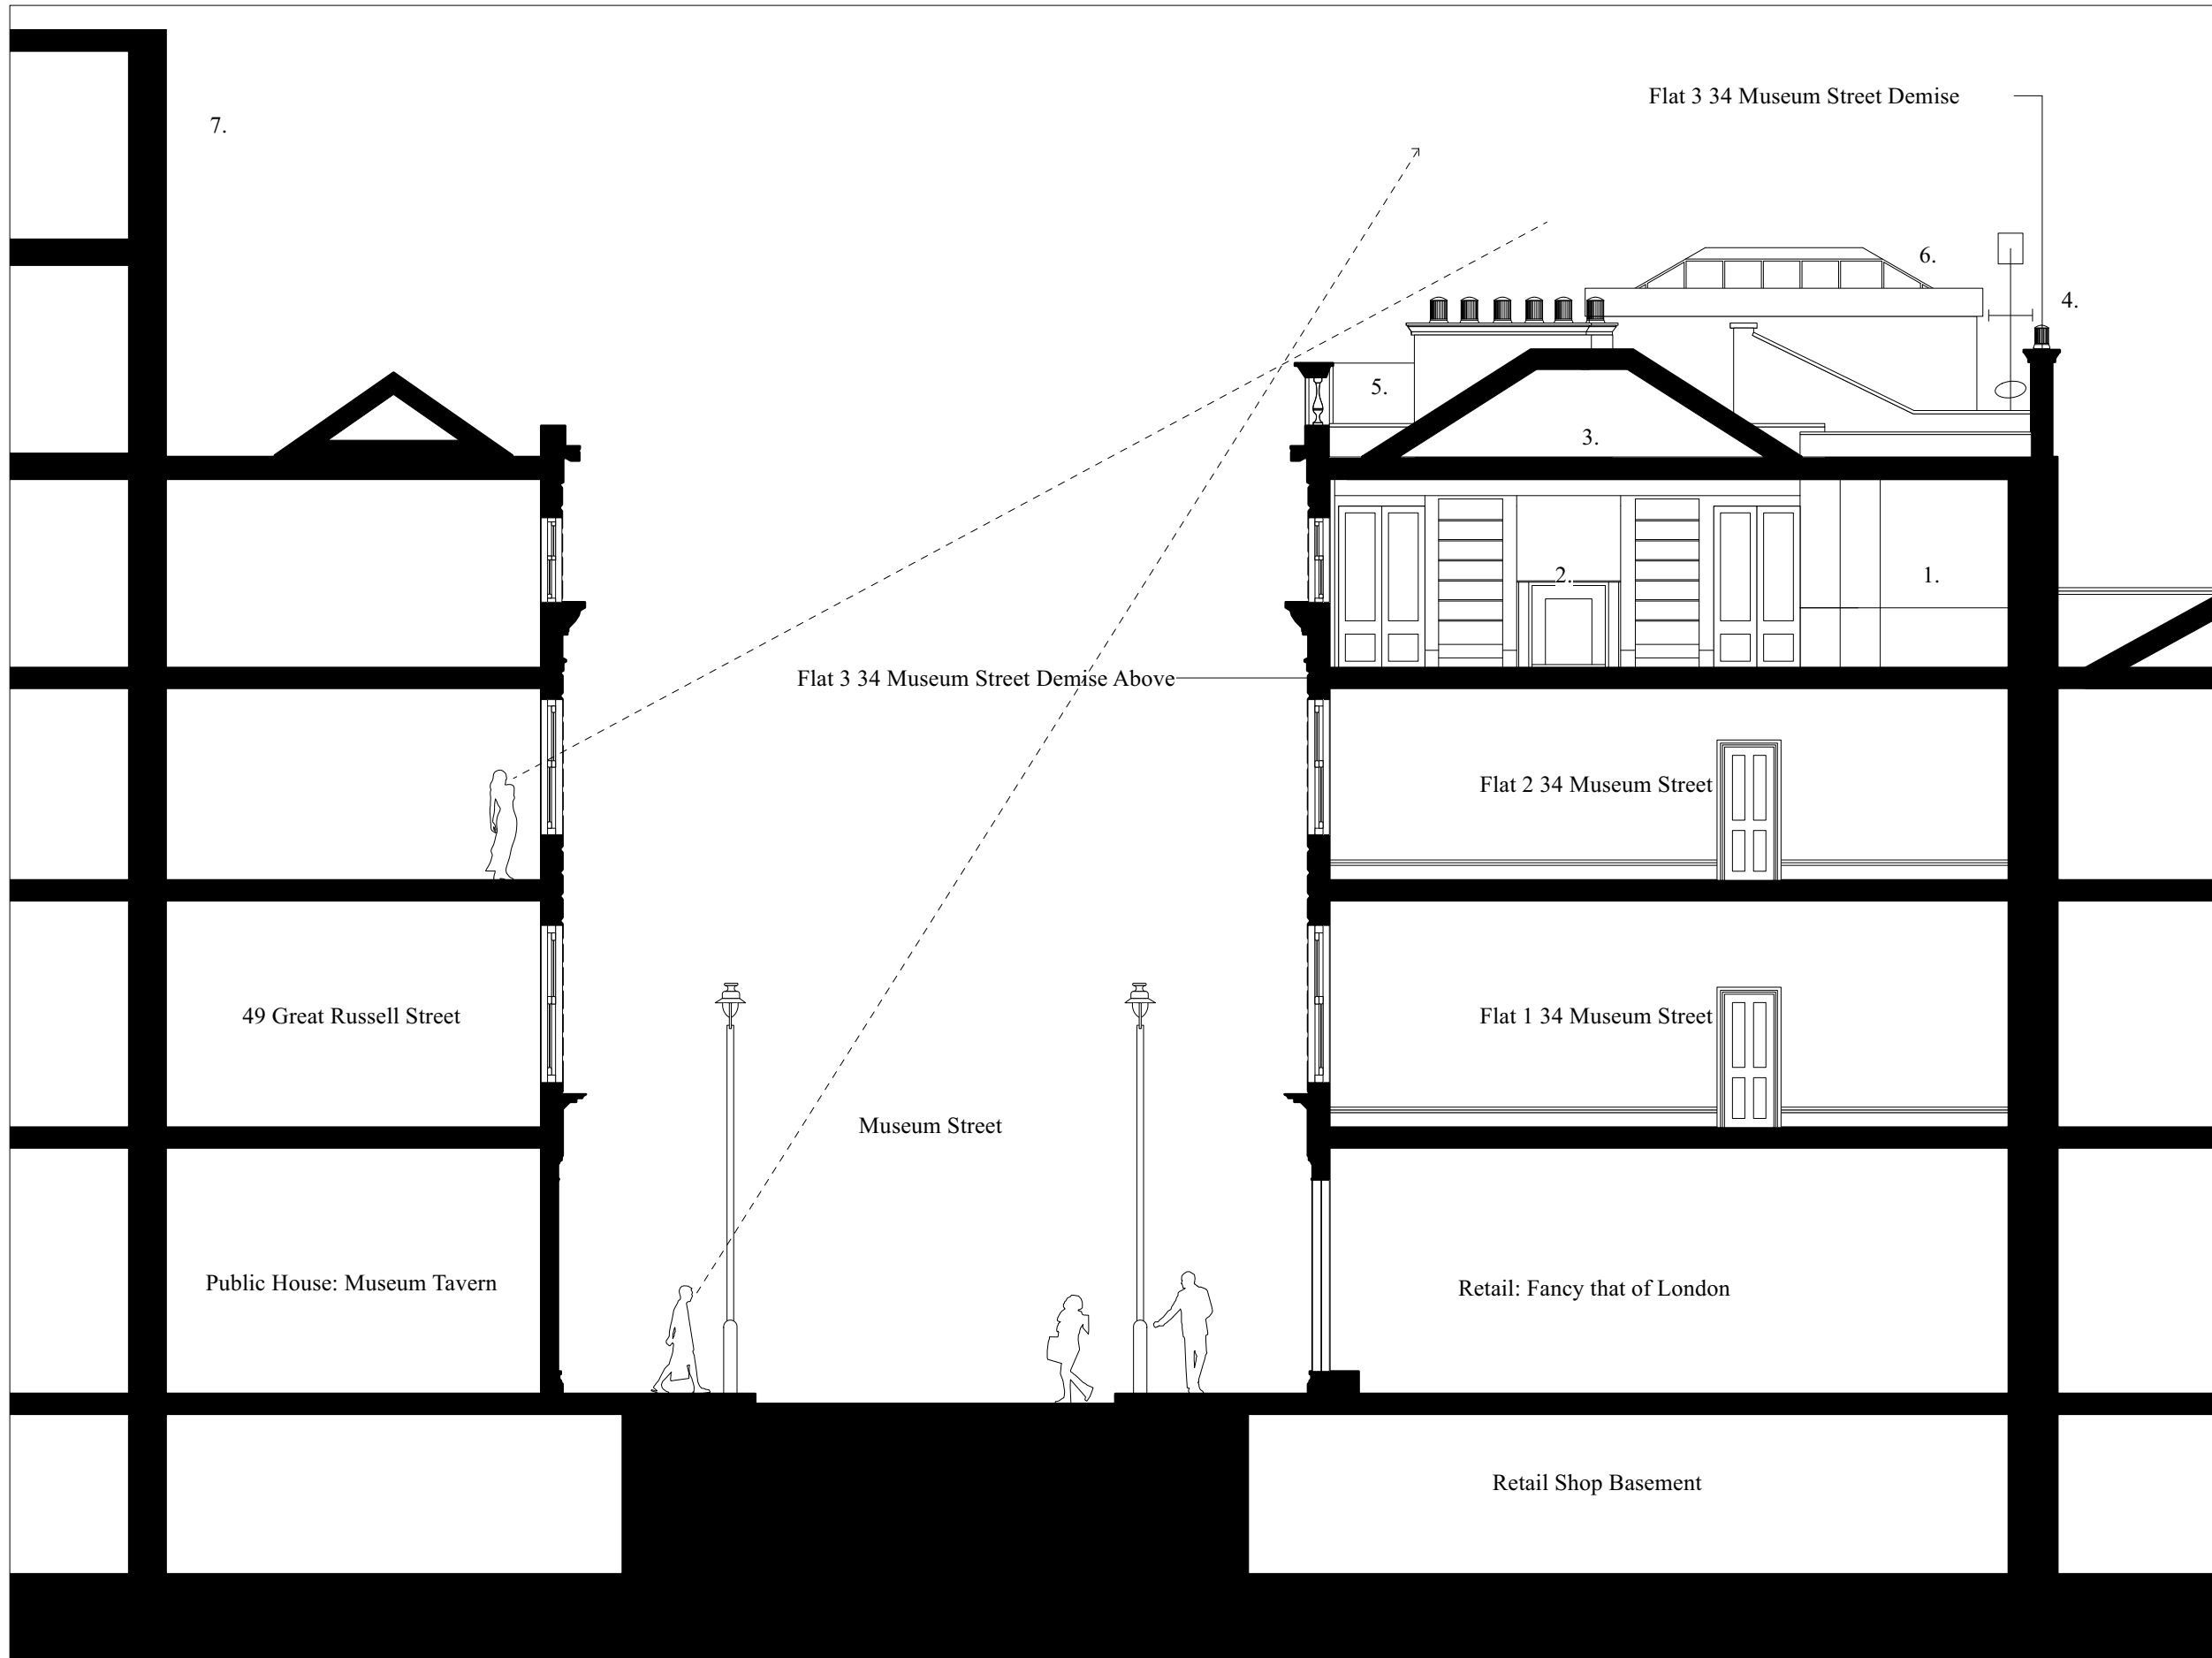 Flat 3 34 Museum Street Demise
7.
6.
4.
5.
3.
2.
1.
Flat 3 34 Museum Street Demise Above
Flat 2 34 Museum Street
49 Great Russell Street
Flat 1 34 Museum Street
Museum Street
Public House: Museum Tavern
Retail: Fancy that of London
Retail Shop Basement